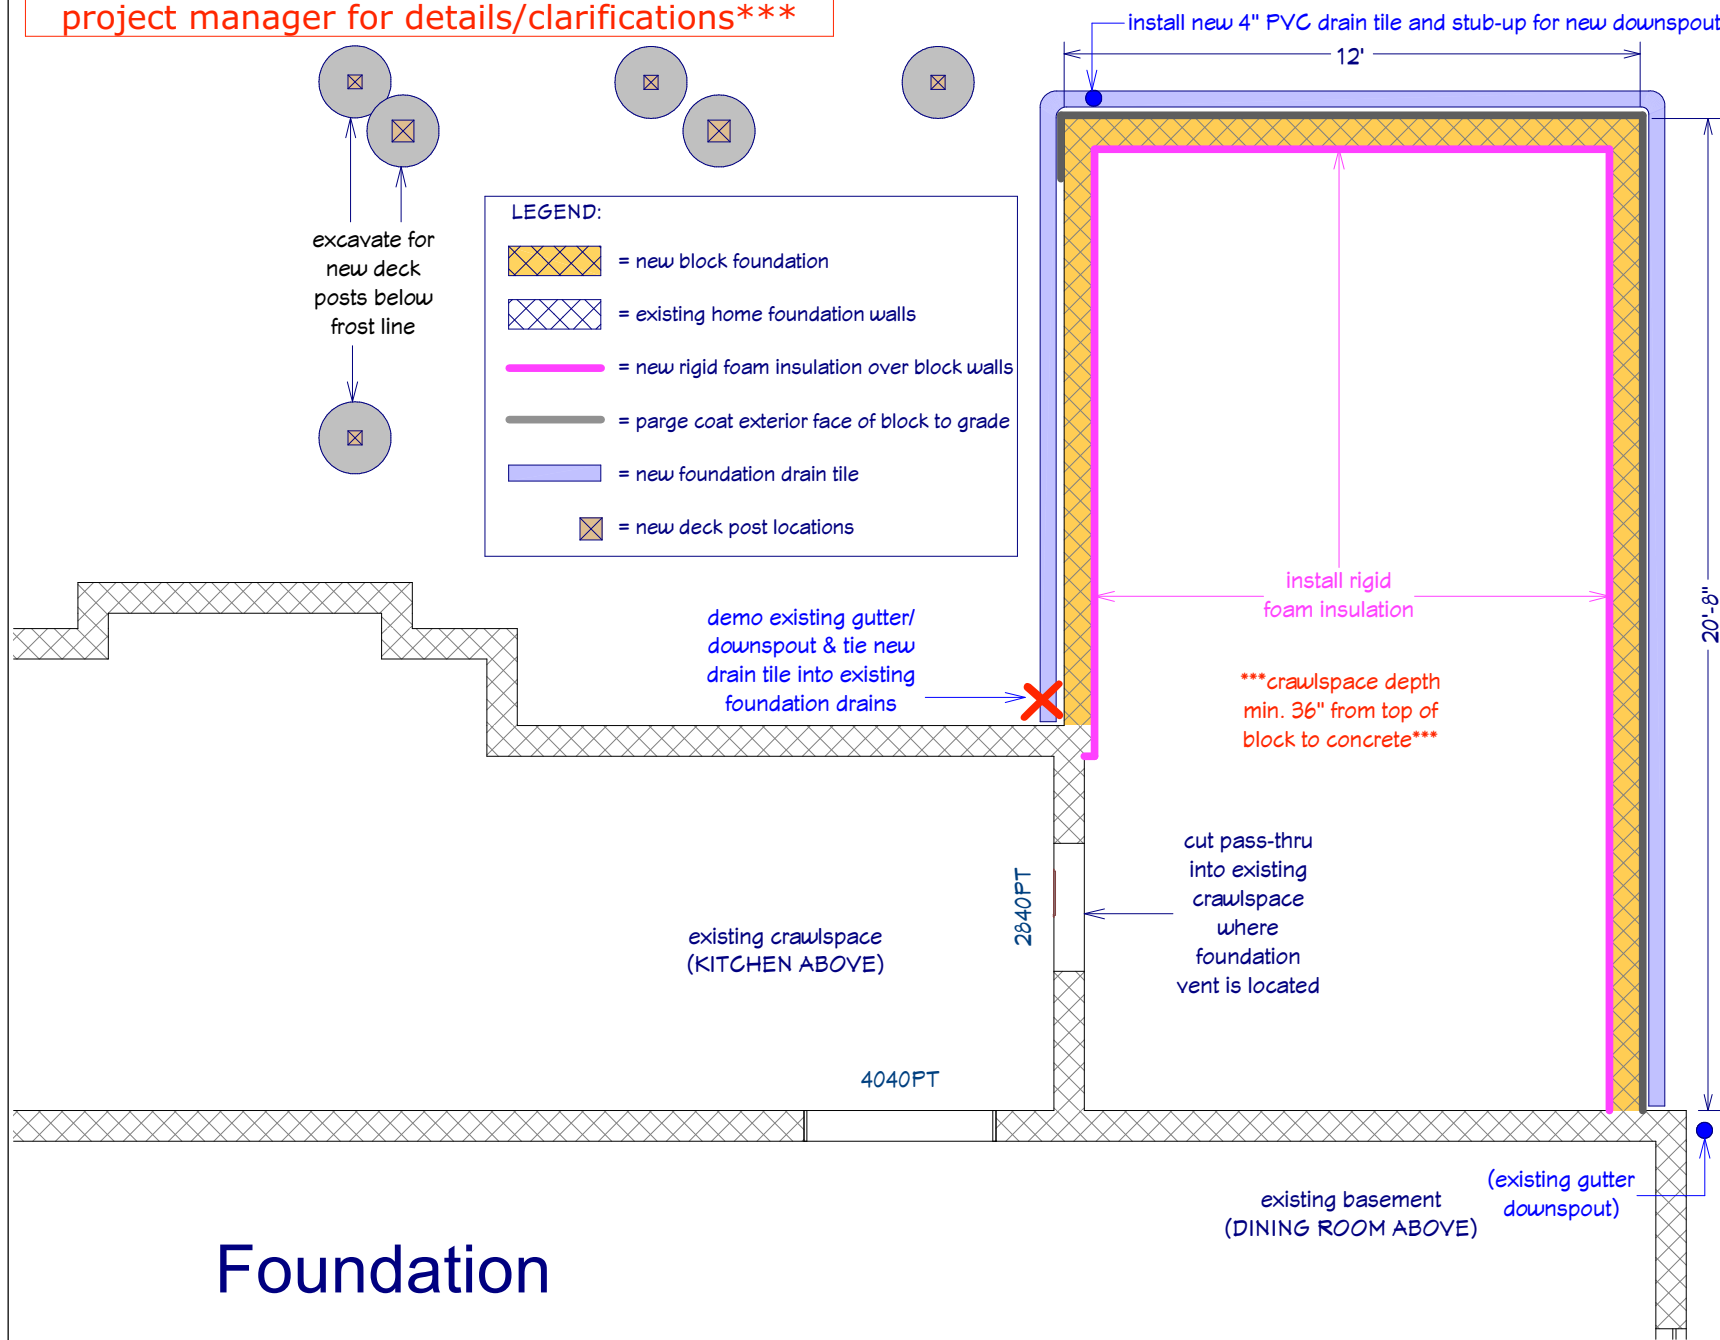 project manager for details/clarifications***
install new 4" PVC drain tile and stub-up for new downspout
12'
excavate for
new deck
posts below
frost line
LEGEND:
= new block foundation
= existing home foundation walls
= new rigid foam insulation over block walls
= parge coat exterior face of block to grade
= new foundation drain tile
= new deck post locations
20'-8"
install rigid
foam insulation
demo existing gutter/
downspout & tie new
drain tile into existing
foundation drains
***crawlspace depth
min. 36" from top of
block to concrete***
cut pass-thru
into existing
crawlspace
where
foundation
vent is located
2840PT
existing crawlspace
(KITCHEN ABOVE)
4040PT
(existing gutter
downspout)
existing basement
(DINING ROOM ABOVE)
Foundation